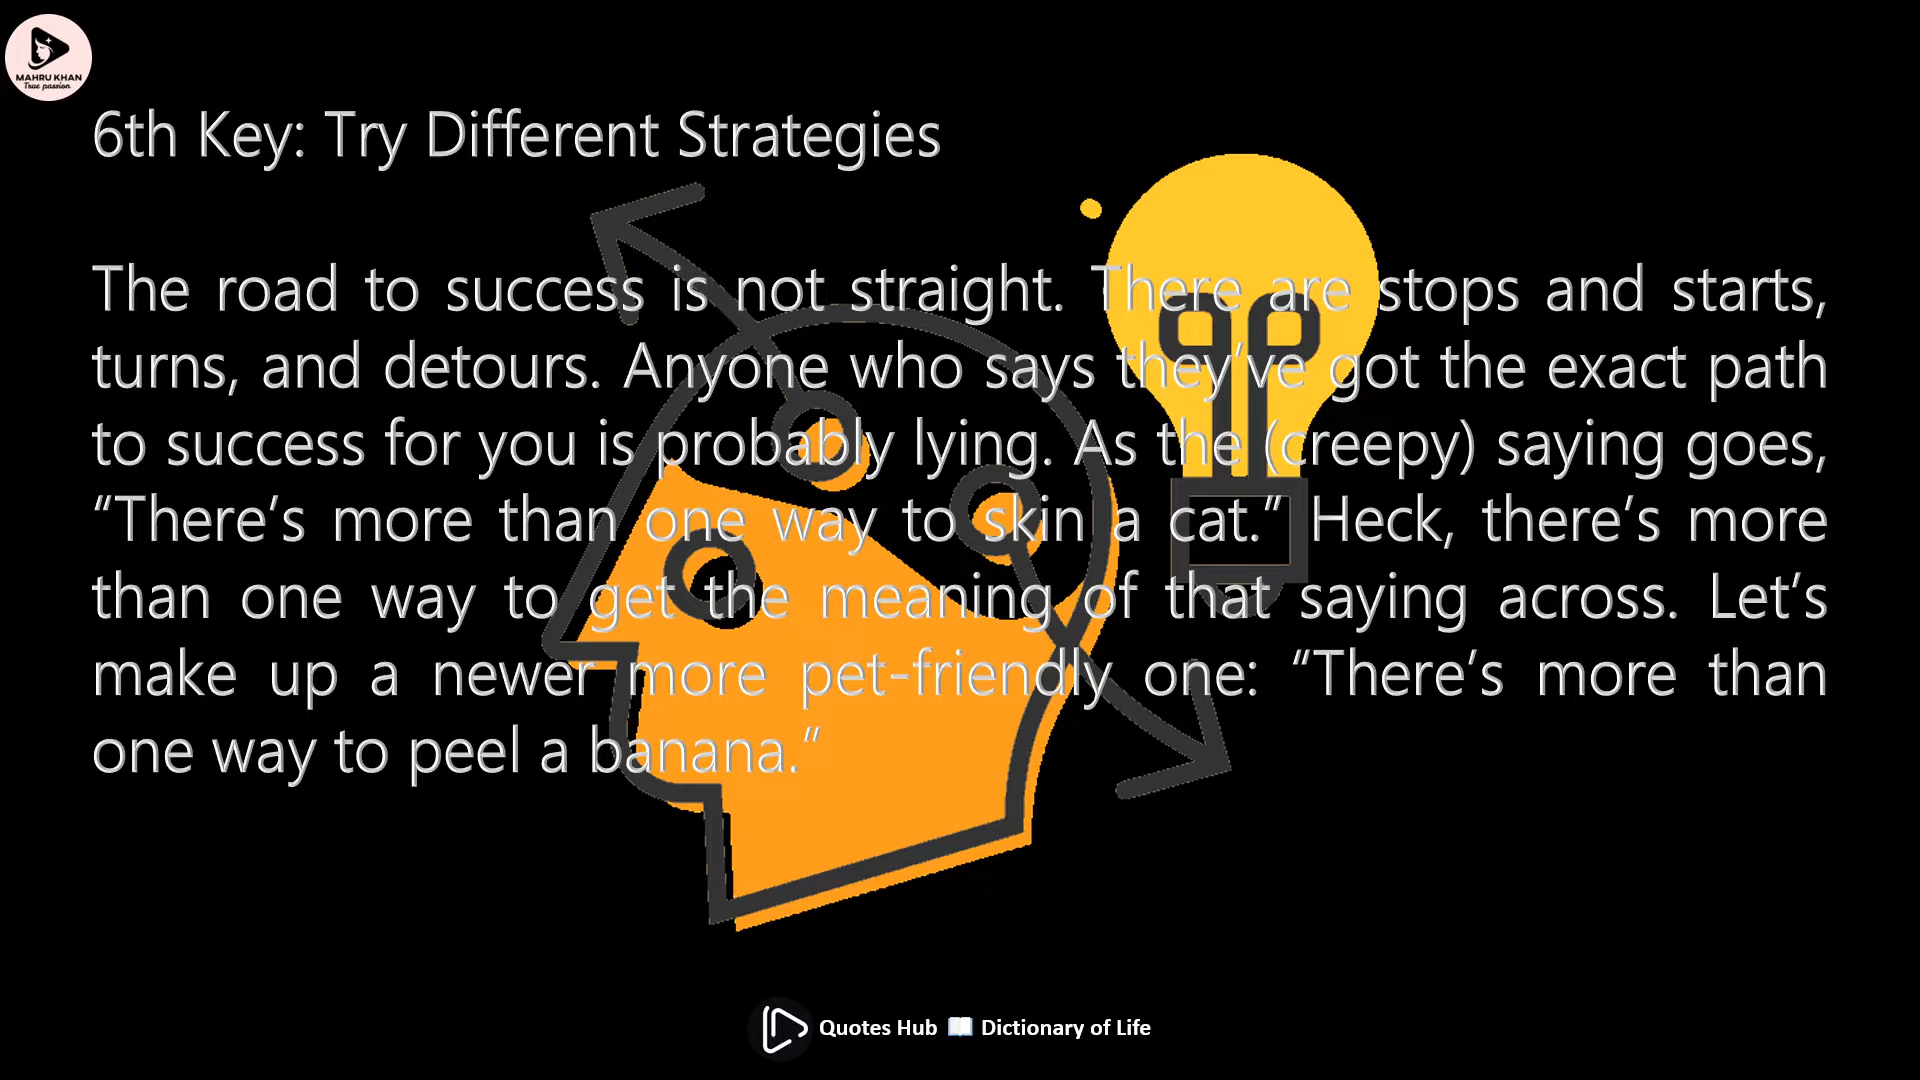 MAHRU KHAN
True passion
6th Key: Try Different Strategies
The road to success is not straight. There are stops and starts,
turns, and detours. Anyone who says they’ve got the exact path
to success for you is probably lying. As the (creepy) saying goes,
“There’s more than one way to skin a cat.” Heck, there’s more
than one way to get the meaning of that saying across. Let’s
make up a newer more pet-friendly one: “There’s more than
one way to peel a banana.”
Quotes Hub 📖 Dictionary of Life